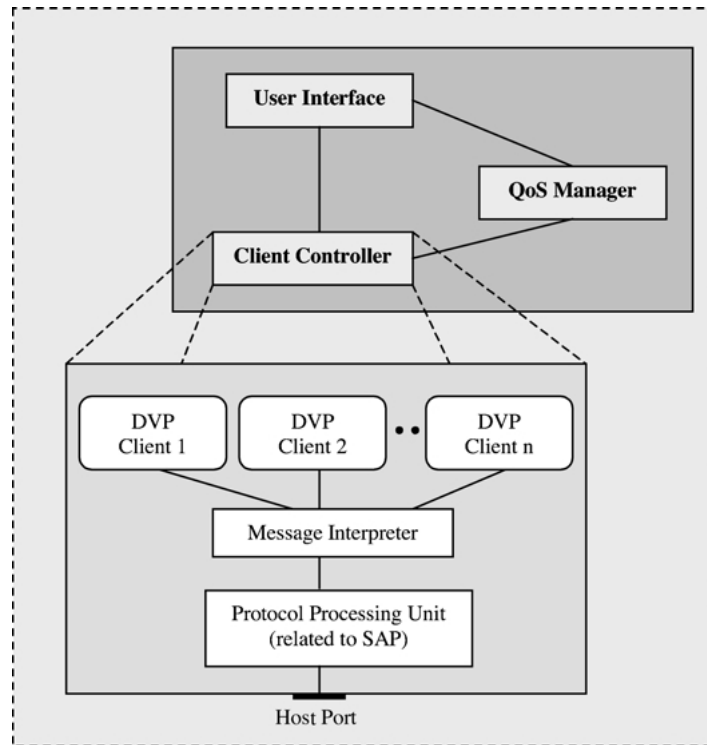 User Interface
QoS Manager
Client Controller
DVP
Client 1
DVP
Client 2
DVP
Client n
Message Interpreter
Protocol Processing Unit
(related to SAP)
Host Port